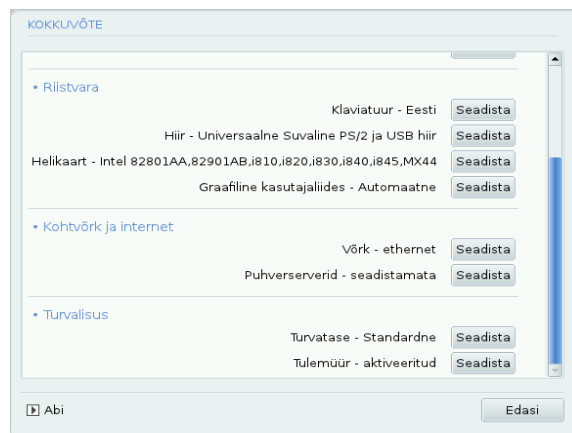 KOKKUVÕTE
• Riistvara
Klaviatuur - Eesti Seadista
Hiir - Universaalne Suvaline PS/2 ja USB hiir Seadista
Helikaart - Intel 82801AA,82901AB,i810,i820,i830,i840,i845,MX44 Seadista
Graafiline kasutajaliides - Automaatne Seadista
• Kohtvõrk ja internet
Võrk - ethernet Seadista
Puhverserverid - seadistamata Seadista
• Turvalisus
Turvatase - Standardne Seadista
Tulemüür - aktiveeritud Seadista
Abi Edasi